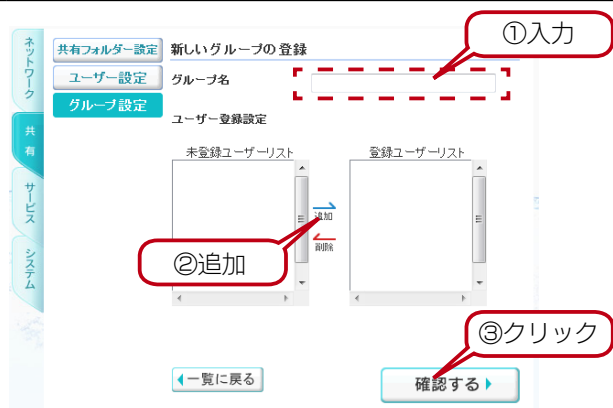 ①入力
ネットワーク
共有
サービス
システム
共有フォルダー設定
ユーザー設定
グループ設定
新しいグループの登録
グループ名
ユーザー登録設定
未登録ユーザーリスト
登録ユーザーリスト
追加
削除
②追加
③クリック
一覧に戻る
確認する